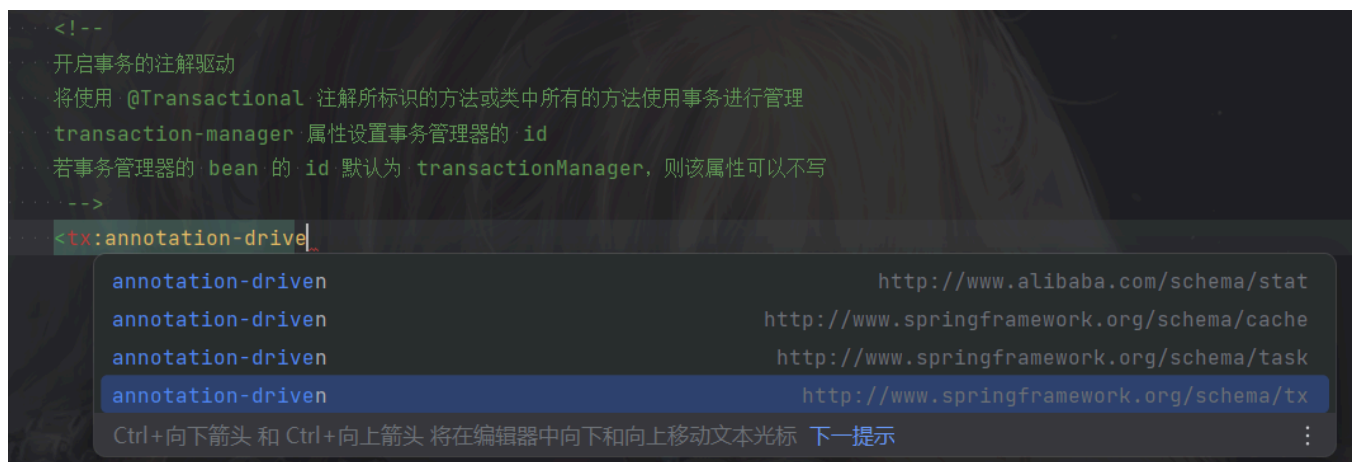 <!--
开启事务的注解驱动
将使用 @Transactional 注解所标识的方法或类中所有的方法使用事务进行管理
transaction-manager 属性设置事务管理器的 id
若事务管理器的 bean 的 id 默认为 transactionManager，则该属性可以不写
-->
<tx:annotation-drive
annotation-driven http://www.alibaba.com/schema/stat
annotation-driven http://www.springframework.org/schema/cache
annotation-driven http://www.springframework.org/schema/task
annotation-driven http://www.springframework.org/schema/tx
Ctrl+向下箭头 和 Ctrl+向上箭头 将在编辑器中向下和向上移动文本光标 下一提示